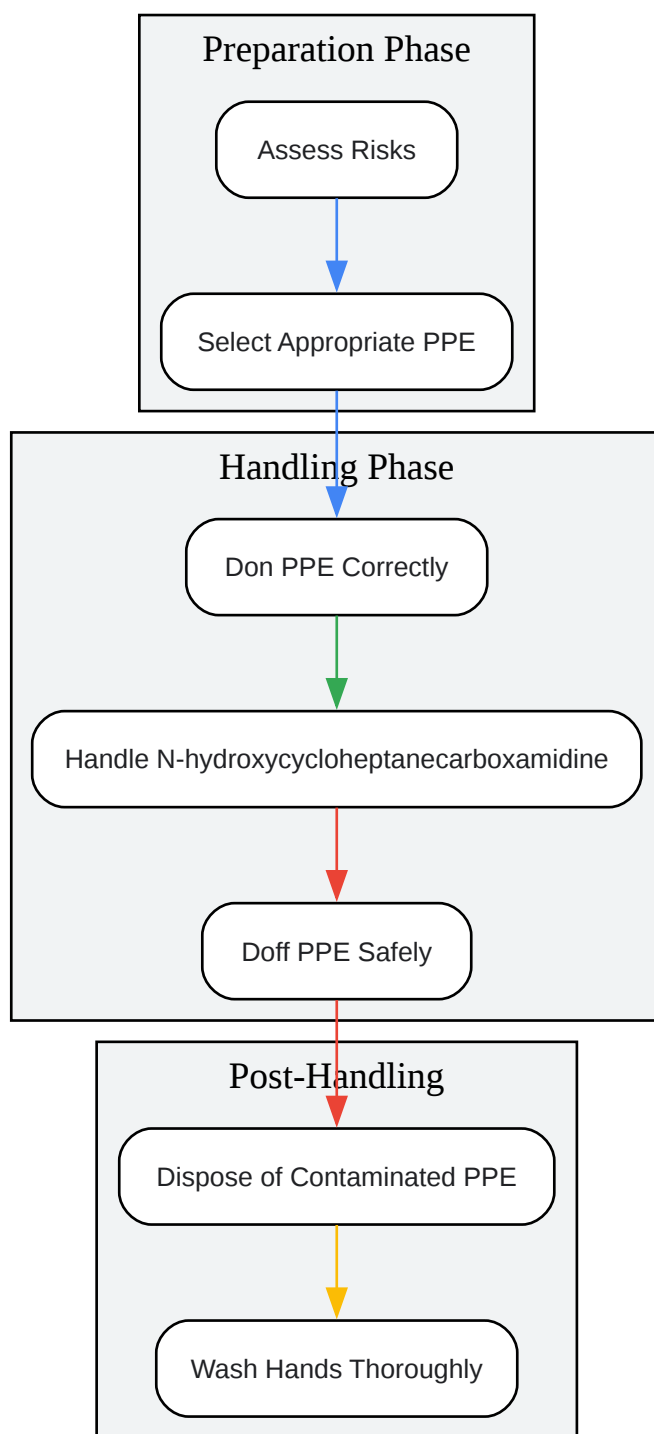 Preparation Phase
Assess Risks
Select Appropriate PPE
Handling Phase
Don PPE Correctly
Handle N-hydroxycycloheptanecarboxamidine
Doff PPE Safely
Post-Handling
Dispose of Contaminated PPE
Wash Hands Thoroughly